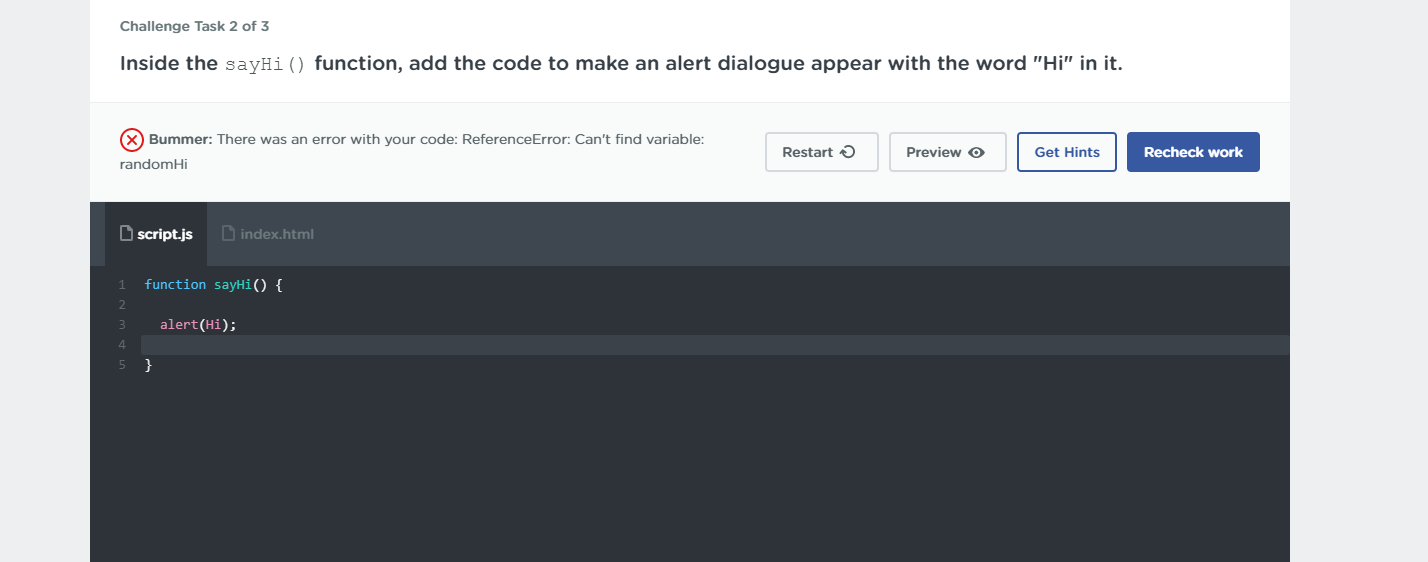 Challenge Task 2 of 3
Inside the sayHi() function, add the code to make an alert dialogue appear with the word "Hi" in it.
Bummer: There was an error with your code: ReferenceError: Can't find variable:
randomHi
Restart
Preview
Get Hints
Recheck work
script.js
index.html
1 function sayHi() {
2
3 alert(Hi);
4
5 }